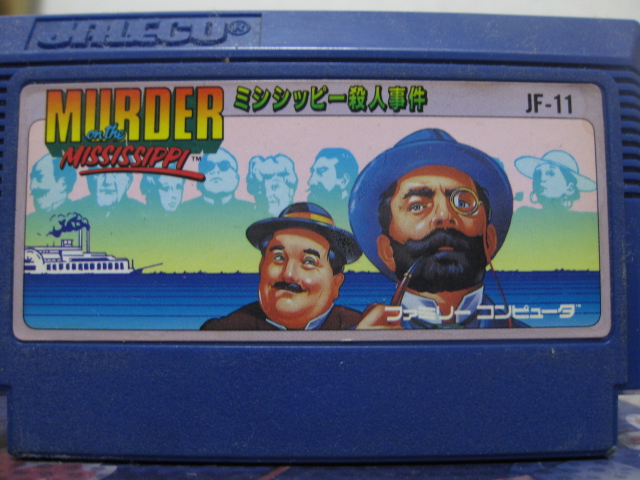 JALECO®
MURDER
on the
MISSISSIPPI™
ミシシッピー殺人事件
JF-11
ファミリー コンピュータ